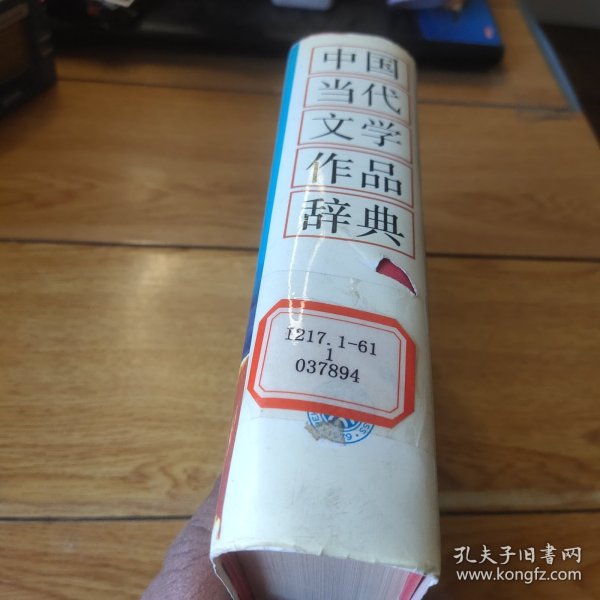 中国
当代
文学
作品
辞典
I217.1-61
1
037894
孔夫子旧书网
www.kongfz.com